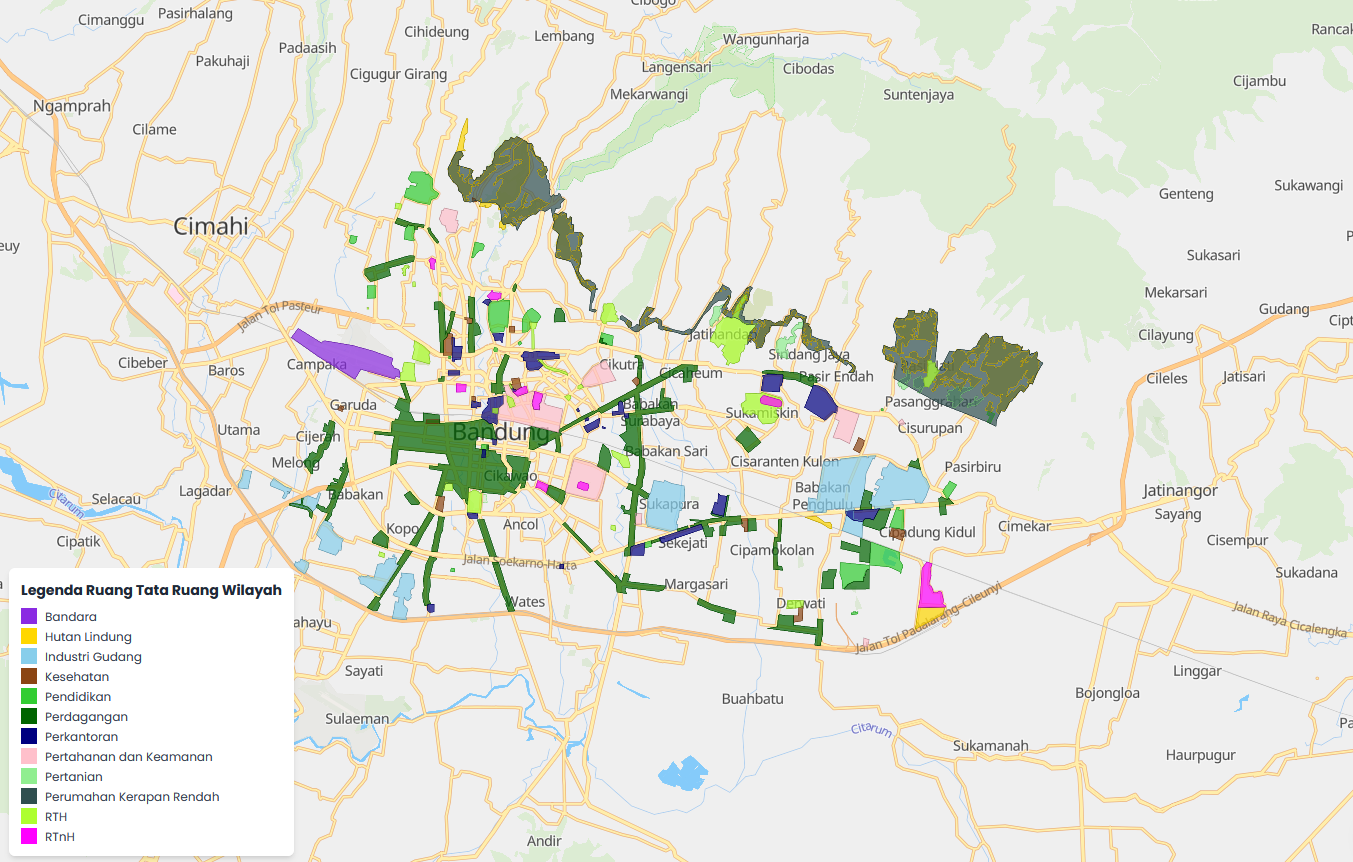 Cibogo
Pasirhalang
Cimanggu
Cihideung
Lembang
Wangunharja
Padaasih
Pakuhaji
Cigugur Girang
Langensari
Cibodas
Cijambu
Mekarwangi
Suntenjaya
Ngamprah
Cilame
Genteng
Sukawangi
Cimahi
Sukasari
Mekarsari
Jalan Tol Pasteur
Gudang
Jatihanda
Cilayung
Sindang Jaya
Cibeber
Campaka
Baros
Cikutra
Cicaheum
Pasir Endah
Cileles
Jatisari
Garuda
Babakan
Surabaya
Sukamiskin
Pasanggrahan
Utama
Cijerah
Bandung
Cisurupan
Babakan Sari
Melong
Cisaranten Kulon
Pasirbiru
Cikawao
Lagadar
Selacau
Citarum
Babakan
Sukapura
Babakan
Penghulu
Jatinangor
Sayang
Kopo
Ancol
Cimekar
Cipadung Kidul
Cipatik
Sekejati
Cipamokolan
Cisempur
Jalan Soekarno-Hatta
Margasari
Sukadana
Wates
Derwati
Jalan Tol Padalarang-Cileunyi
Jalan Raya Cicalengka
ahayu
Sayati
Linggar
Buahbatu
Bojongloa
Sulaeman
Citarum
Sukamanah
Haurpugur
Andir
Legenda Ruang Tata Ruang Wilayah
Bandara
Hutan Lindung
Industri Gudang
Kesehatan
Pendidikan
Perdagangan
Perkantoran
Pertahanan dan Keamanan
Pertanian
Perumahan Kerapan Rendah
RTH
RTnH